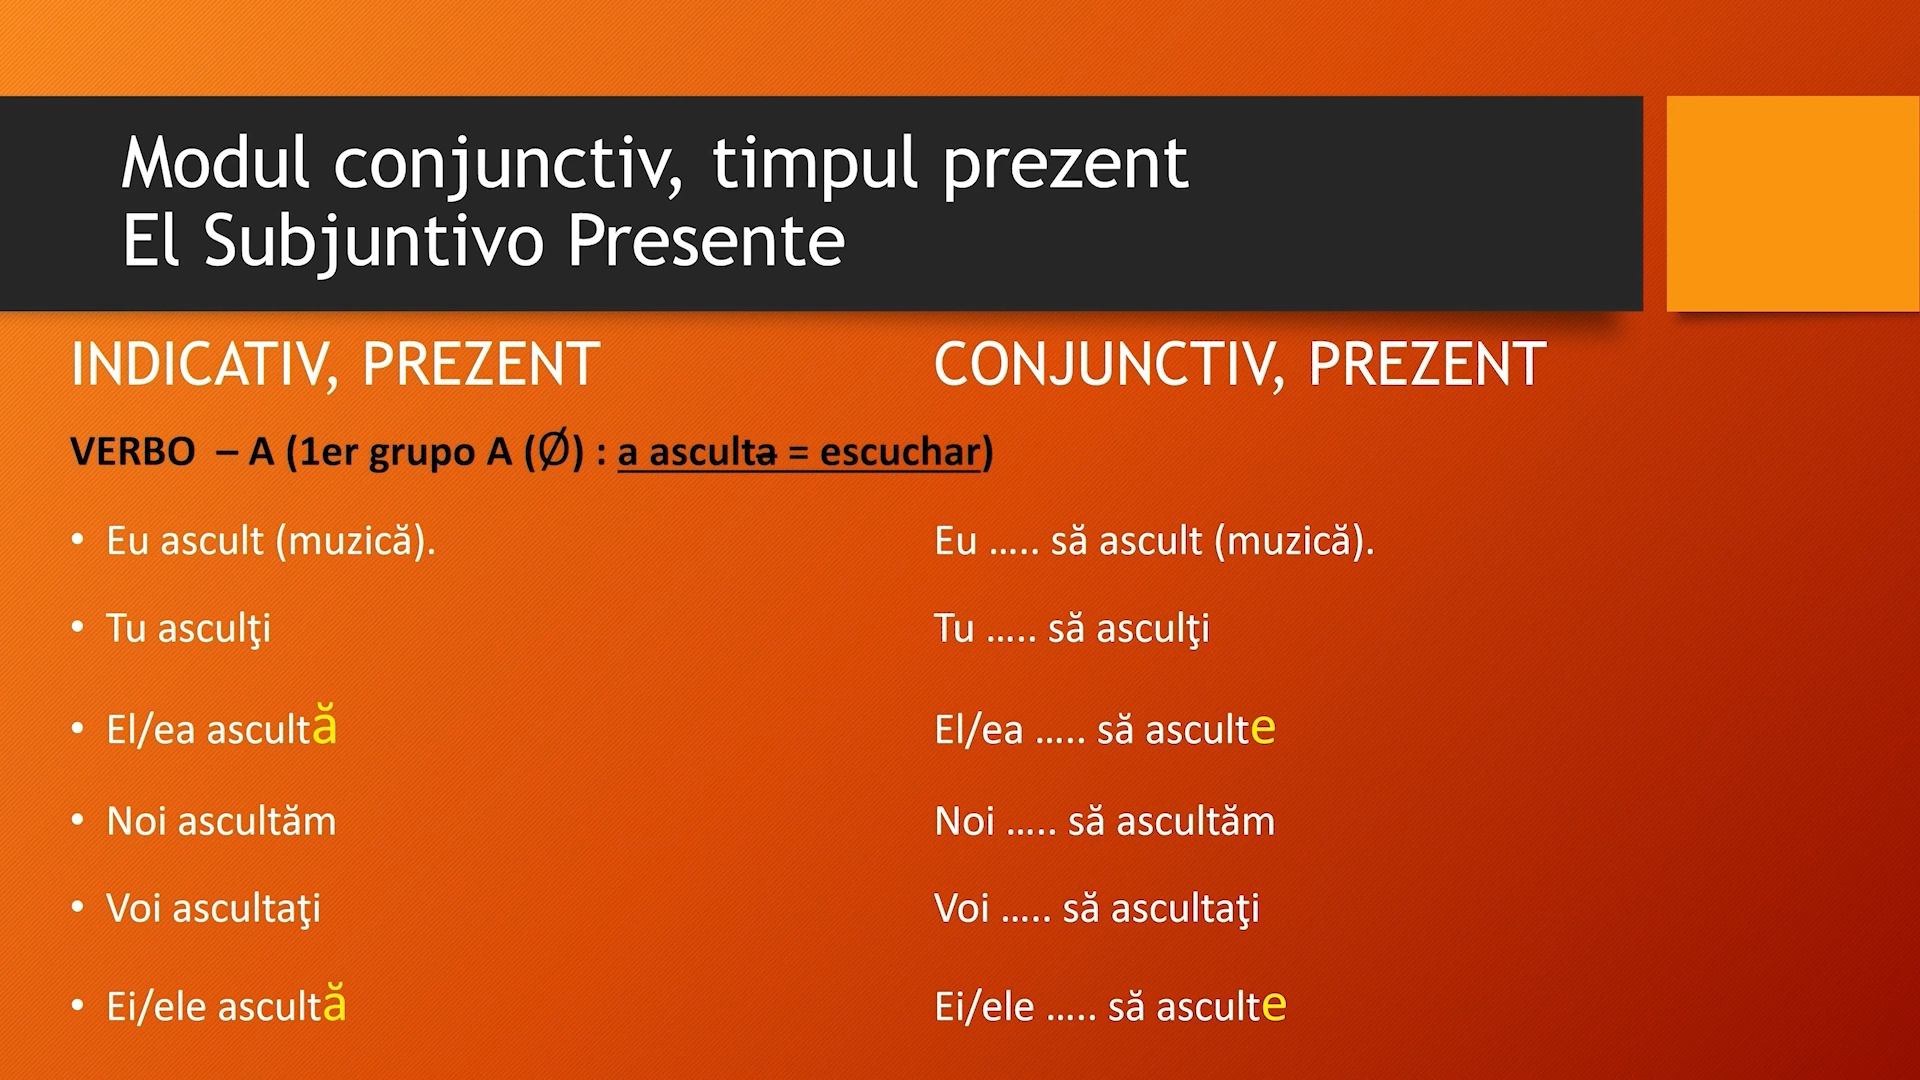 Modul conjunctiv, timpul prezent
El Subjuntivo Presente
INDICATIV, PREZENT
CONJUNCTIV, PREZENT
VERBO – A (1er grupo A (Ø) : a asculta = escuchar)
• Eu ascult (muzică).
Eu ..... să ascult (muzică).
• Tu asculţi
Tu ..... să asculţi
• El/ea ascultă
El/ea ..... să asculte
• Noi ascultăm
Noi ..... să ascultăm
• Voi ascultaţi
Voi ..... să ascultaţi
• Ei/ele ascultă
Ei/ele ..... să asculte